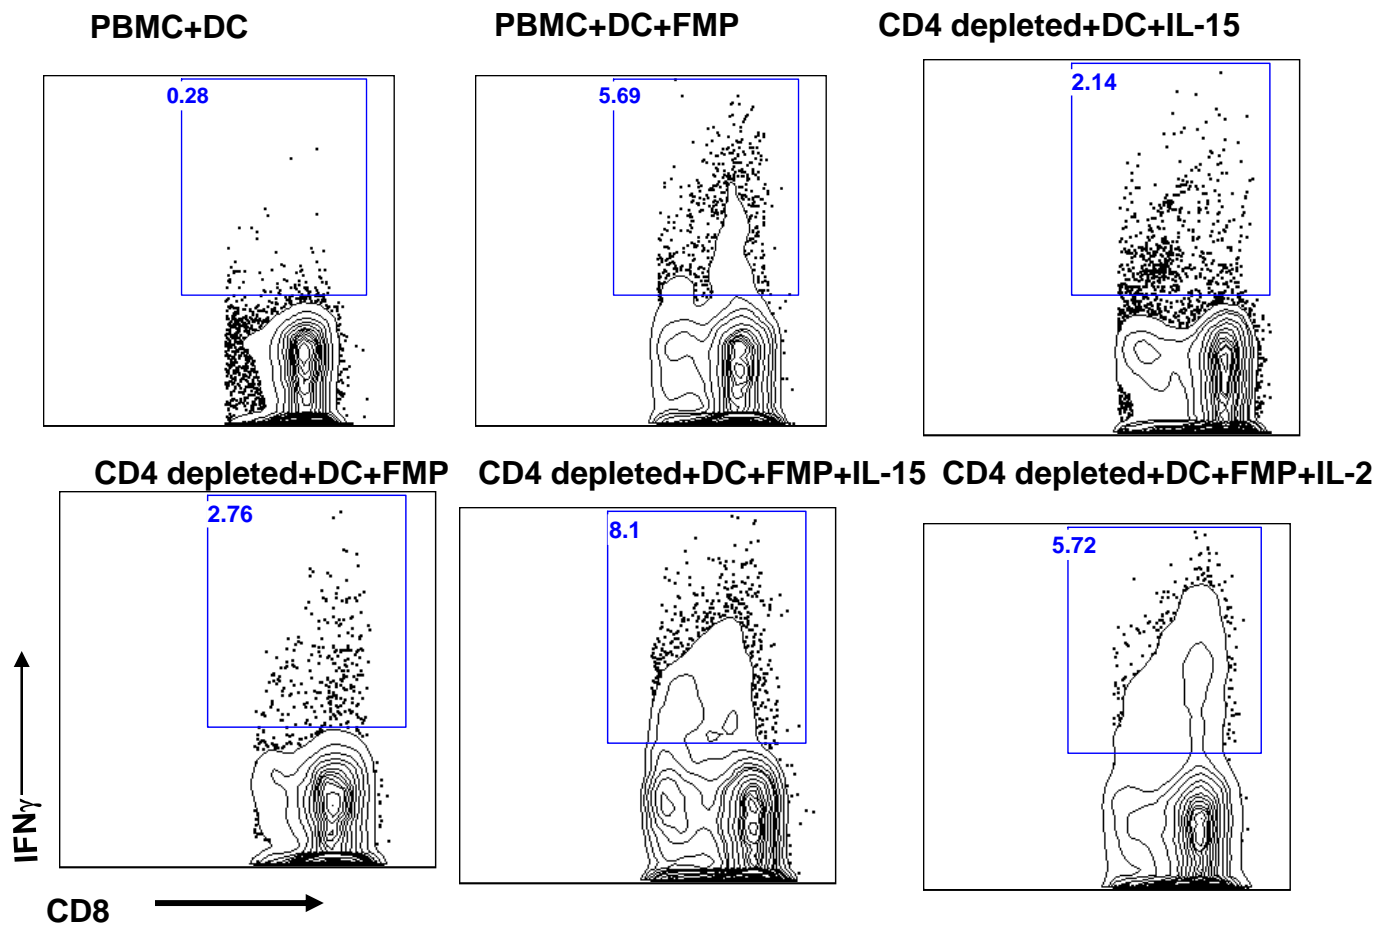 PBMC+DC
PBMC+DC+FMP
CD4 depleted+DC+IL-15
0.28
5.69
2.14
CD4 depleted+DC+FMP
CD4 depleted+DC+FMP+IL-15
CD4 depleted+DC+FMP+IL-2
2.76
8.1
5.72
IFNγ
CD8